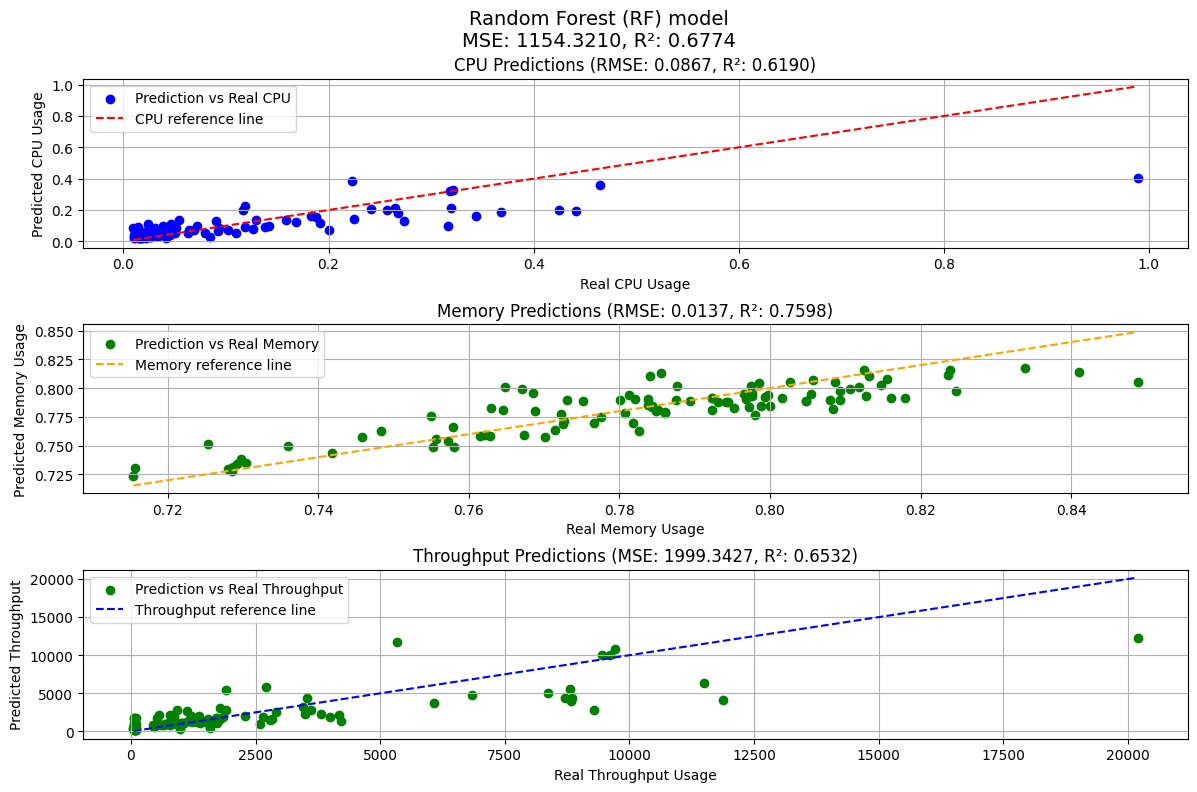 Random Forest (RF) model
MSE: 1154.3210, R²: 0.6774
CPU Predictions (RMSE: 0.0867, R²: 0.6190)
Predicted CPU Usage
1.0
0.8
0.6
0.4
0.2
0.0
Prediction vs Real CPU
CPU reference line
0.0 0.2 0.4 0.6 0.8 1.0
Real CPU Usage
Memory Predictions (RMSE: 0.0137, R²: 0.7598)
Predicted Memory Usage
0.850
0.825
0.800
0.775
0.750
0.725
Prediction vs Real Memory
Memory reference line
0.72 0.74 0.76 0.78 0.80 0.82 0.84
Real Memory Usage
Throughput Predictions (MSE: 1999.3427, R²: 0.6532)
Predicted Throughput
20000
15000
10000
5000
0
Prediction vs Real Throughput
Throughput reference line
0 2500 5000 7500 10000 12500 15000 17500 20000
Real Throughput Usage